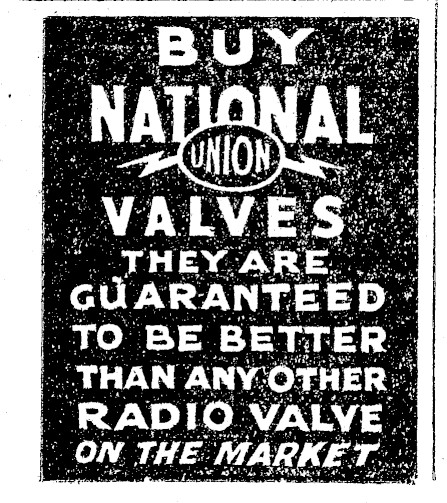 BUY
NATIONAL
UNION
VALVES
THEY ARE
GUARANTEED
TO BE BETTER
THAN ANY OTHER
RADIO VALVE
ON THE MARKET